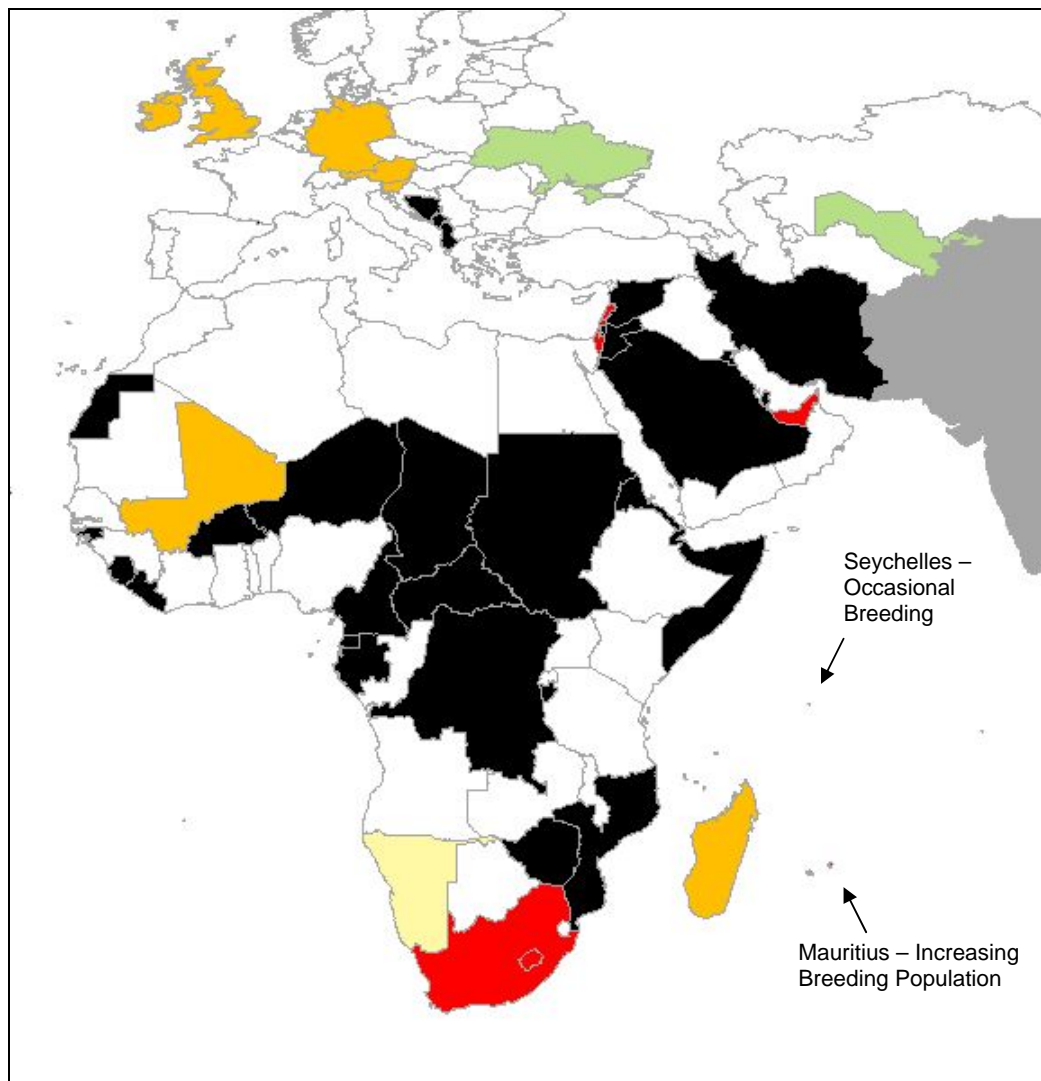 Seychelles –
Occasional
Breeding
Mauritius – Increasing
Breeding Population